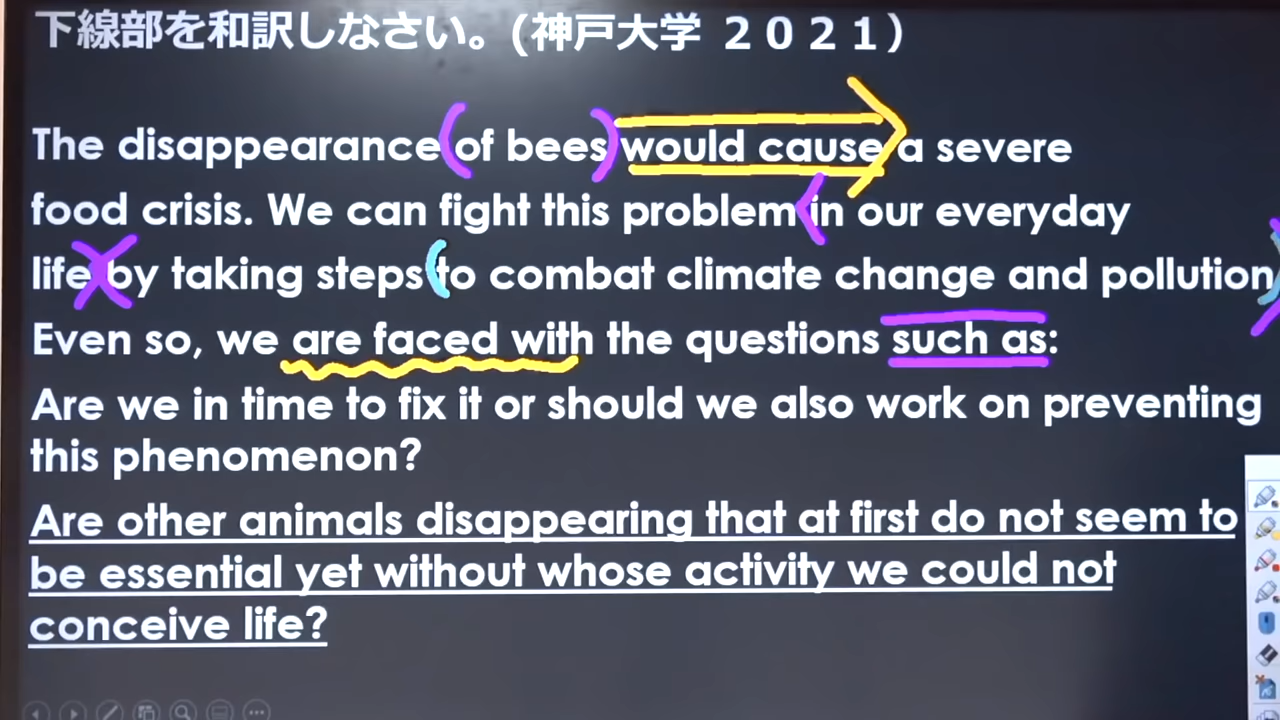 下線部を和訳しなさい。(神戸大学 ２０２１）
The disappearance of bees would cause a severe
food crisis. We can fight this problem in our everyday
life by taking steps to combat climate change and pollution
Even so, we are faced with the questions such as:
Are we in time to fix it or should we also work on preventing
this phenomenon?
Are other animals disappearing that at first do not seem to
be essential yet without whose activity we could not
conceive life?